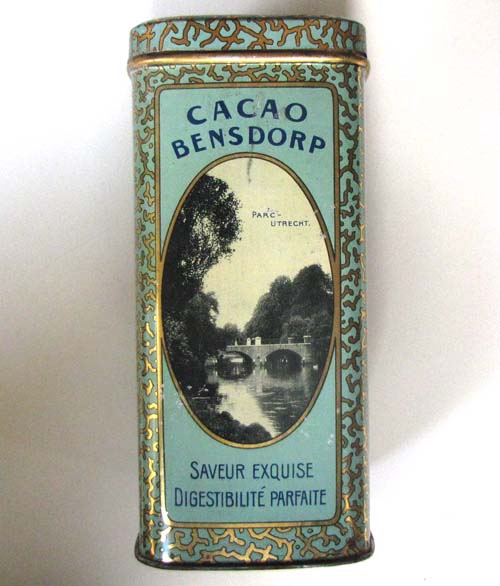 CACAO
BENSDORP
PARC-
UTRECHT.
SAVEUR EXQUISE
DIGESTIBILITÉ PARFAITE